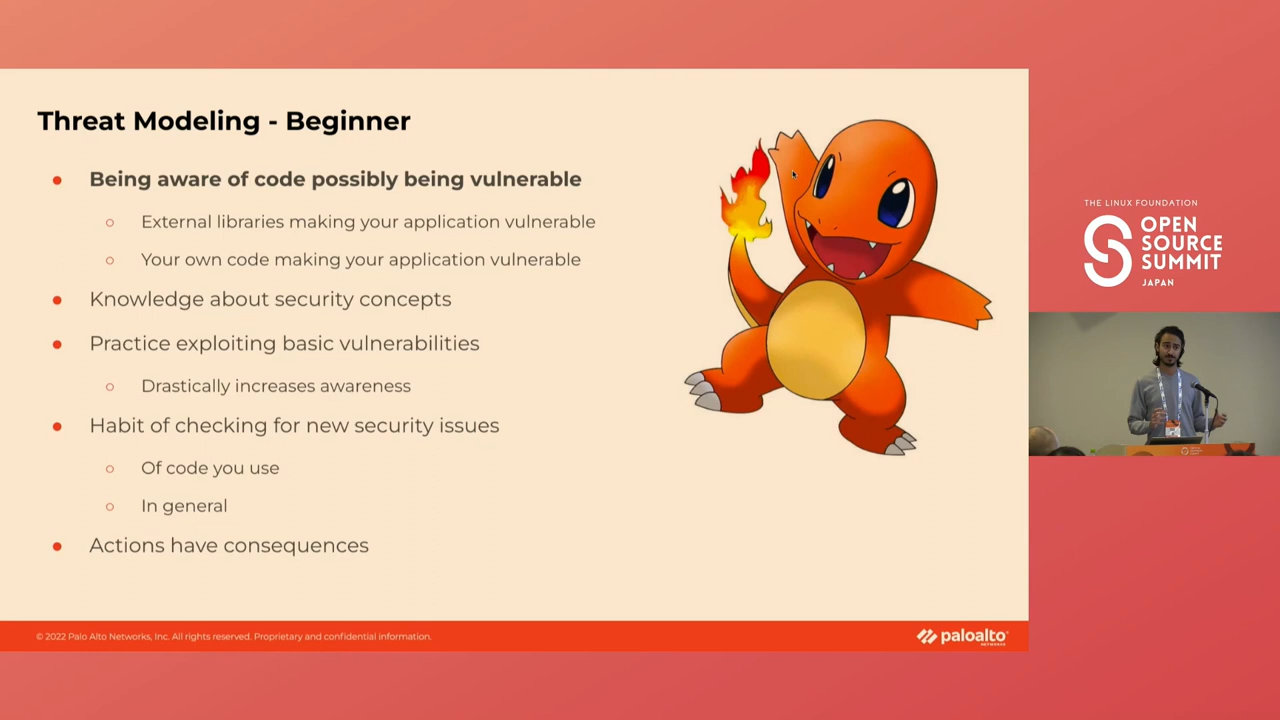 Threat Modeling - Beginner
Being aware of code possibly being vulnerable
External libraries making your application vulnerable
Your own code making your application vulnerable
Knowledge about security concepts
Practice exploiting basic vulnerabilities
Drastically increases awareness
Habit of checking for new security issues
Of code you use
In general
Actions have consequences
© 2022 Palo Alto Networks, Inc. All rights reserved. Proprietary and confidential information.
paloalto
NETWORKS
THE LINUX FOUNDATION
OPEN
SOURCE
SUMMIT
JAPAN